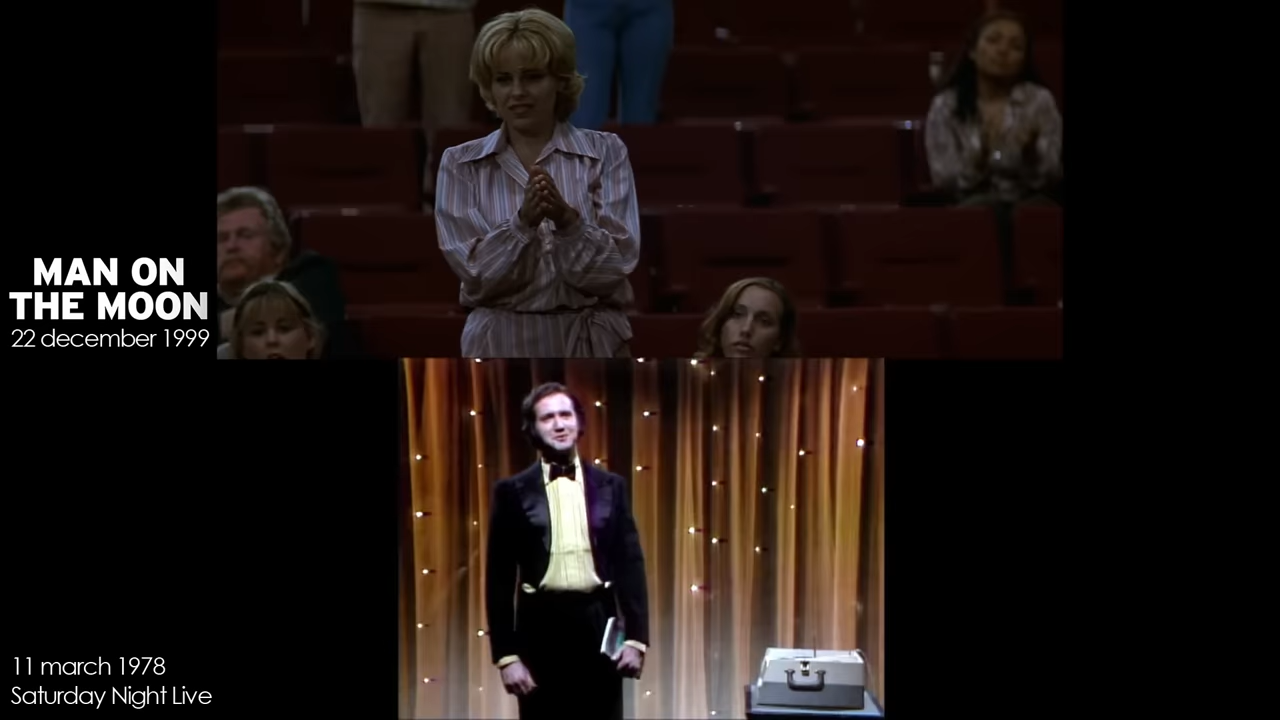 MAN ON
THE MOON
22 december 1999
11 march 1978
Saturday Night Live